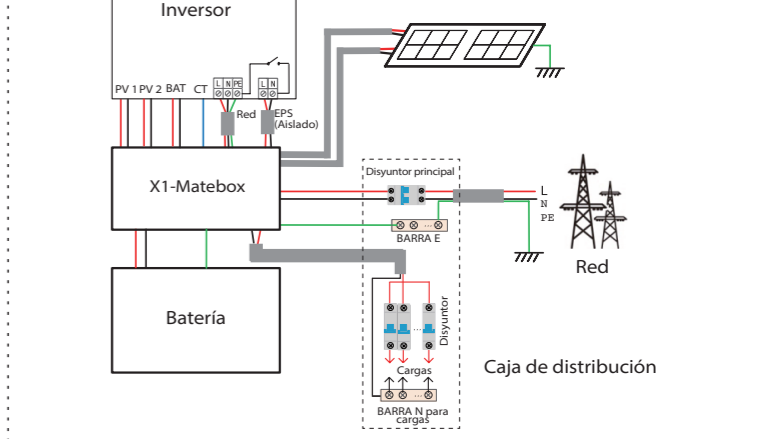 Inversor
PV 1 PV 2 BAT CT
L N PE
L N
Red
EPS
(Aislado)
X1-Matebox
Disyuntor principal
L
N
PE
BARRA E
Red
Batería
Disyuntor
Cargas
Caja de distribución
BARRA N para
cargas